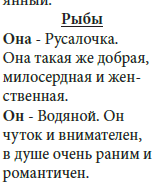 янный.
Рыбы
Она - Русалочка.
Она такая же добрая,
милосердная и жен-
ственная.
Он - Водяной. Он
чуток и внимателен,
в душе очень раним и
романтичен.